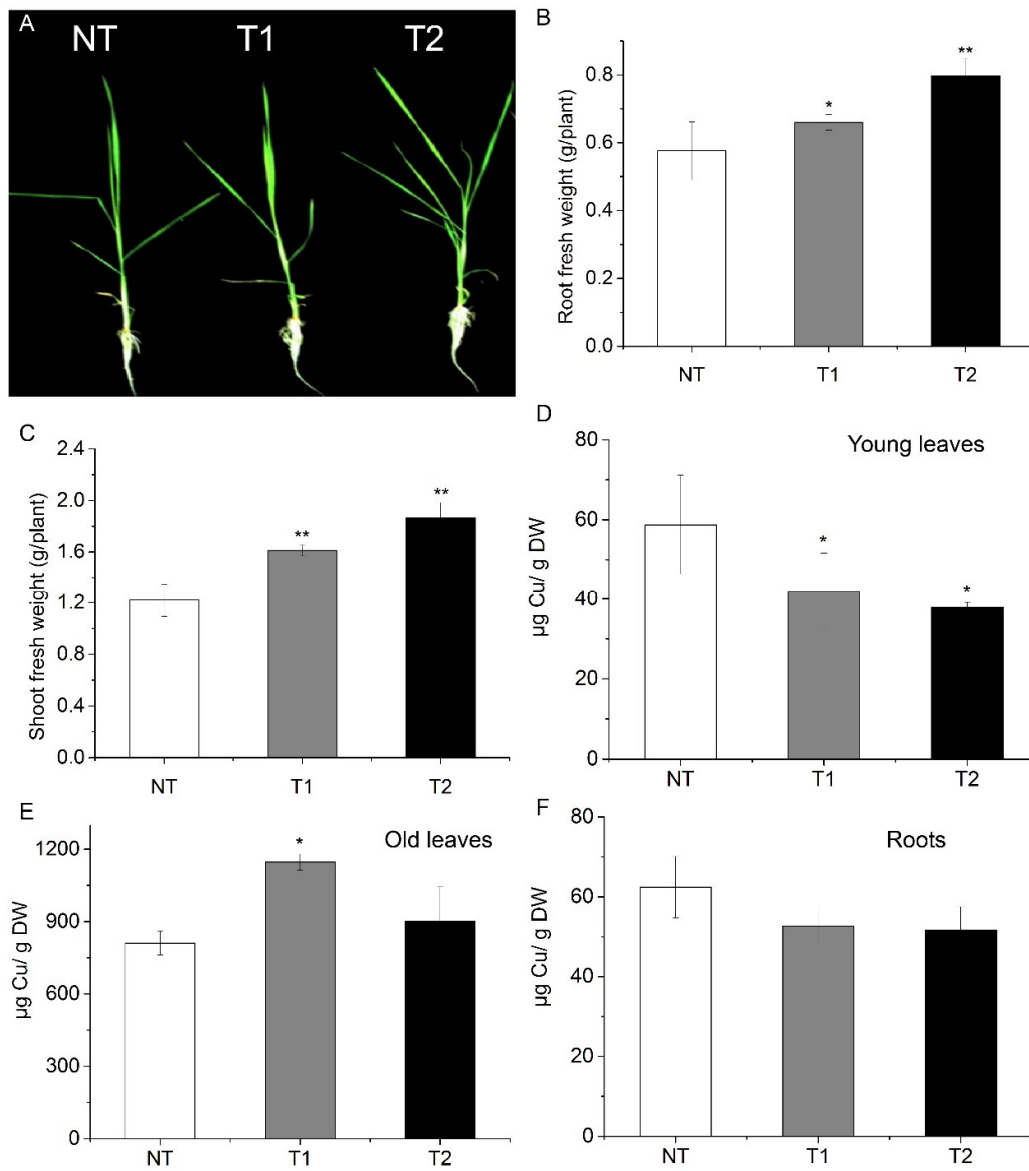 A
NT T1 T2
B
Root fresh weight (g/plant)
0.8
0.6
0.4
0.2
0.0
* **
NT T1 T2
C
Shoot fresh weight (g/plant)
2.4
2.0
1.6
1.2
0.8
0.4
0.0
** **
NT T1 T2
D
Young leaves
µg Cu/ g DW
80
60
40
20
0
* *
NT T1 T2
E
Old leaves
µg Cu/ g DW
1200
900
600
300
0
*
NT T1 T2
F
Roots
µg Cu/ g DW
80
60
40
20
0
NT T1 T2